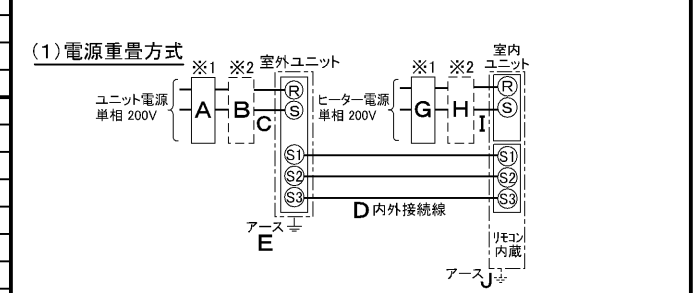 (1)電源重畳方式
※1 ※2
室外ユニット
ユニット電源
単相 200V
A
B
C
R
S
S1
S2
S3
アース
E
D 内外接続線
※1 ※2
ヒーター電源
単相 200V
G
H
I
室内
ユニット
R
S
S1
S2
S3
リモコン
内蔵
アース J